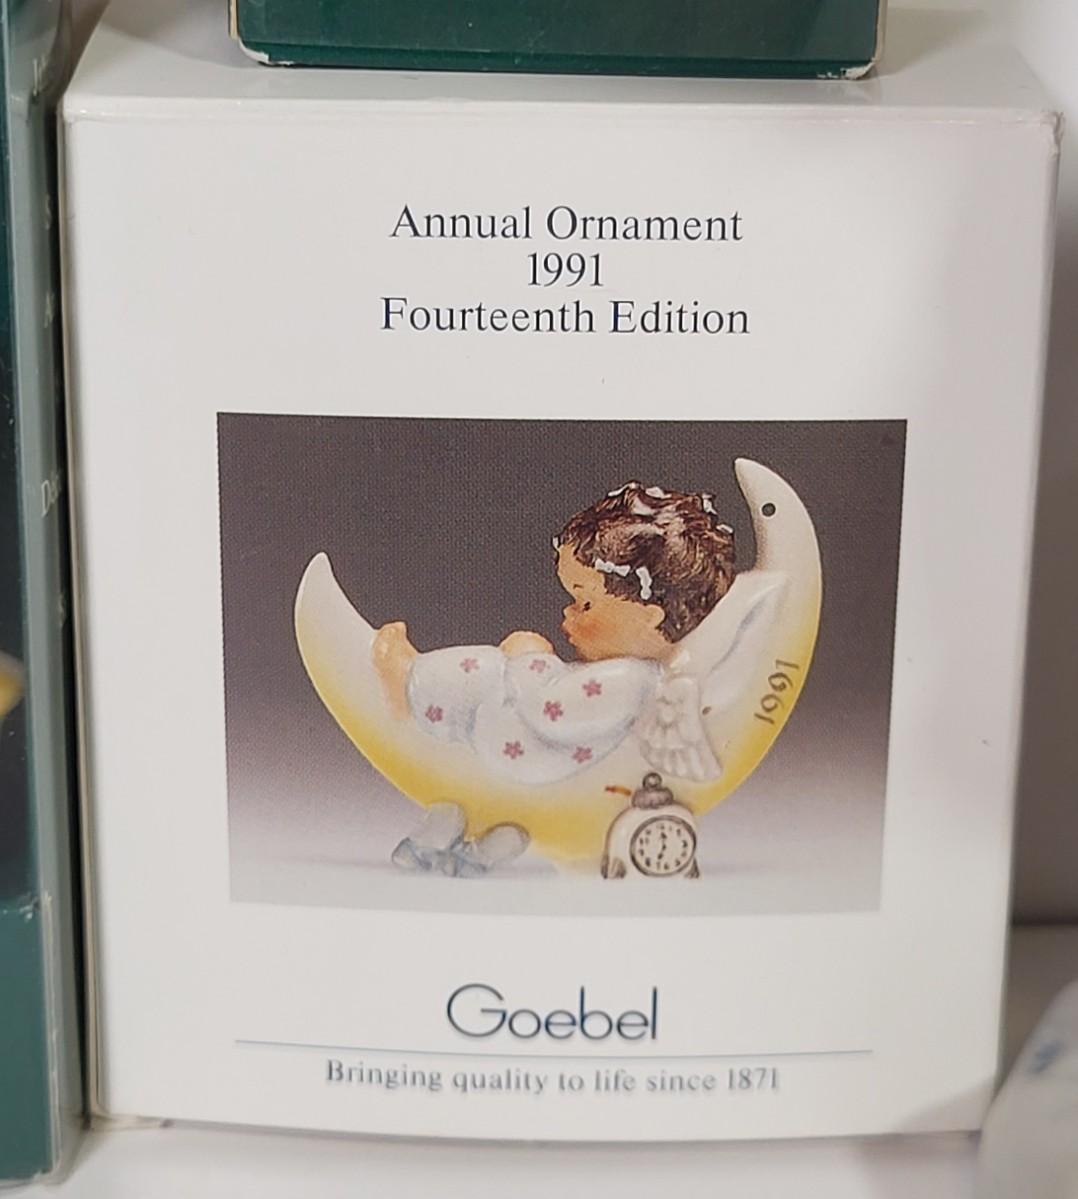 Annual Ornament
1991
Fourteenth Edition
1991
Goebel
Bringing quality to life since 1871